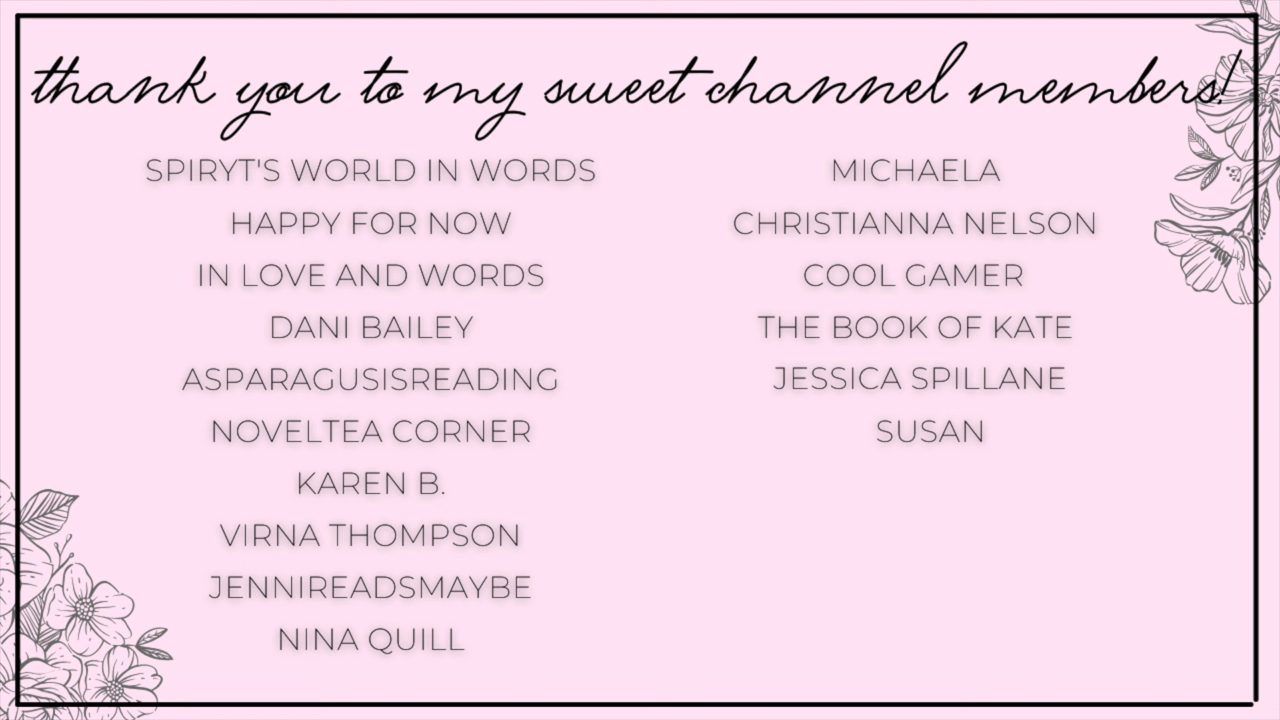 thank you to my sweet channel members!
SPIRYT'S WORLD IN WORDS
HAPPY FOR NOW
IN LOVE AND WORDS
DANI BAILEY
ASPARAGUSISREADING
NOVELTEA CORNER
KAREN B.
VIRNA THOMPSON
JENNIREADSMAYBE
NINA QUILL
MICHAELA
CHRISTIANNA NELSON
COOL GAMER
THE BOOK OF KATE
JESSICA SPILLANE
SUSAN